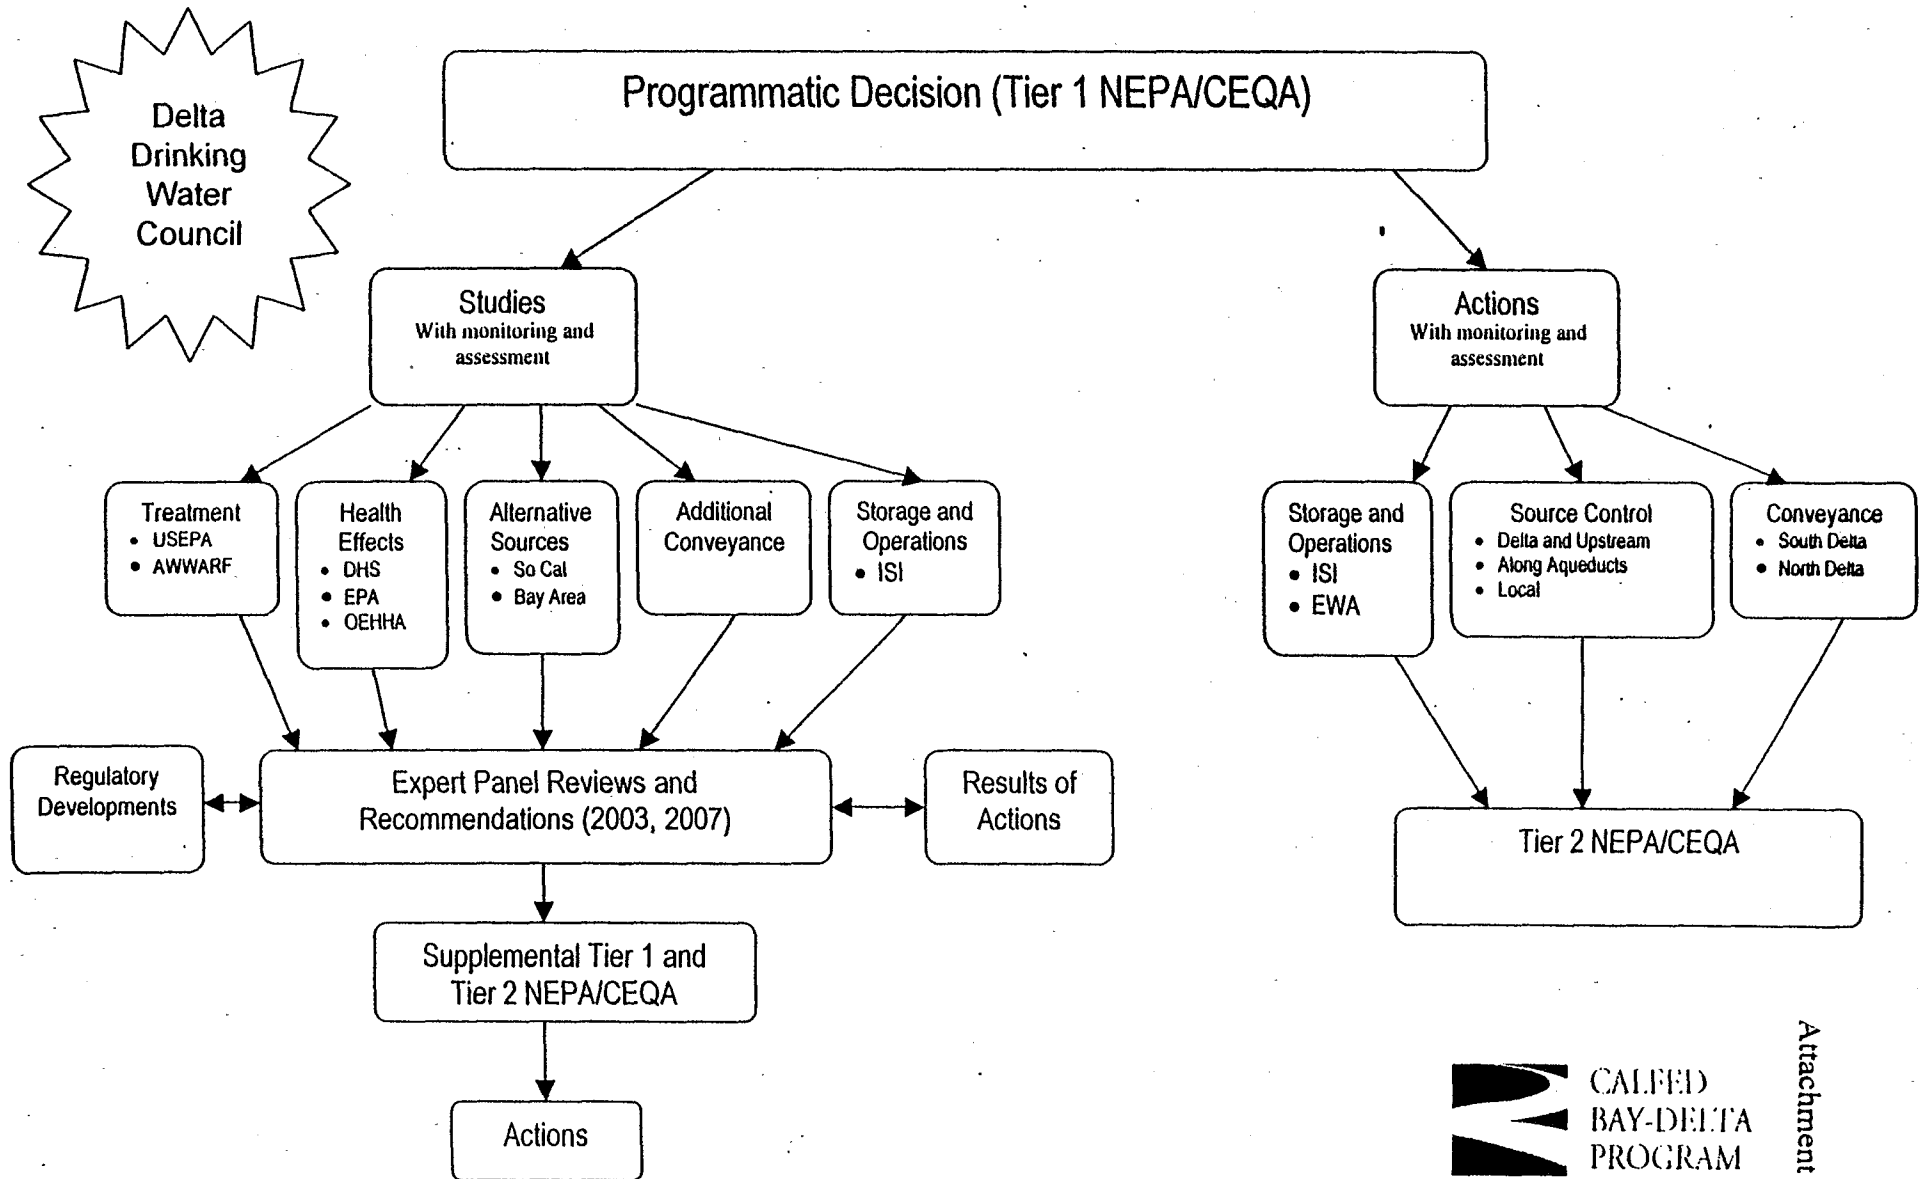 Delta
Drinking
Water
Council
Programmatic Decision (Tier 1 NEPA/CEQA)
Studies
With monitoring and
assessment
Actions
With monitoring and
assessment
Treatment
• USEPA
• AWWARF
Health
Effects
• DHS
• EPA
• OEHHA
Alternative
Sources
• So Cal
• Bay Area
Additional
Conveyance
Storage and
Operations
• ISI
Storage and
Operations
• ISI
• EWA
Source Control
• Delta and Upstream
• Along Aqueducts
• Local
Conveyance
• South Delta
• North Delta
Regulatory
Developments
Expert Panel Reviews and
Recommendations (2003, 2007)
Results of
Actions
Tier 2 NEPA/CEQA
Supplemental Tier 1 and
Tier 2 NEPA/CEQA
Actions
CALFED
BAY-DELTA
PROGRAM
Attachment